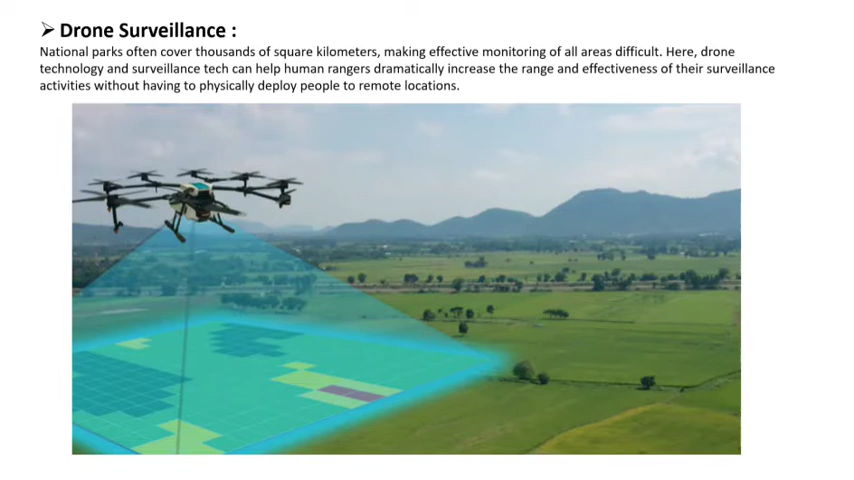 ➢ Drone Surveillance :
National parks often cover thousands of square kilometers, making effective monitoring of all areas difficult. Here, drone
technology and surveillance tech can help human rangers dramatically increase the range and effectiveness of their surveillance
activities without having to physically deploy people to remote locations.